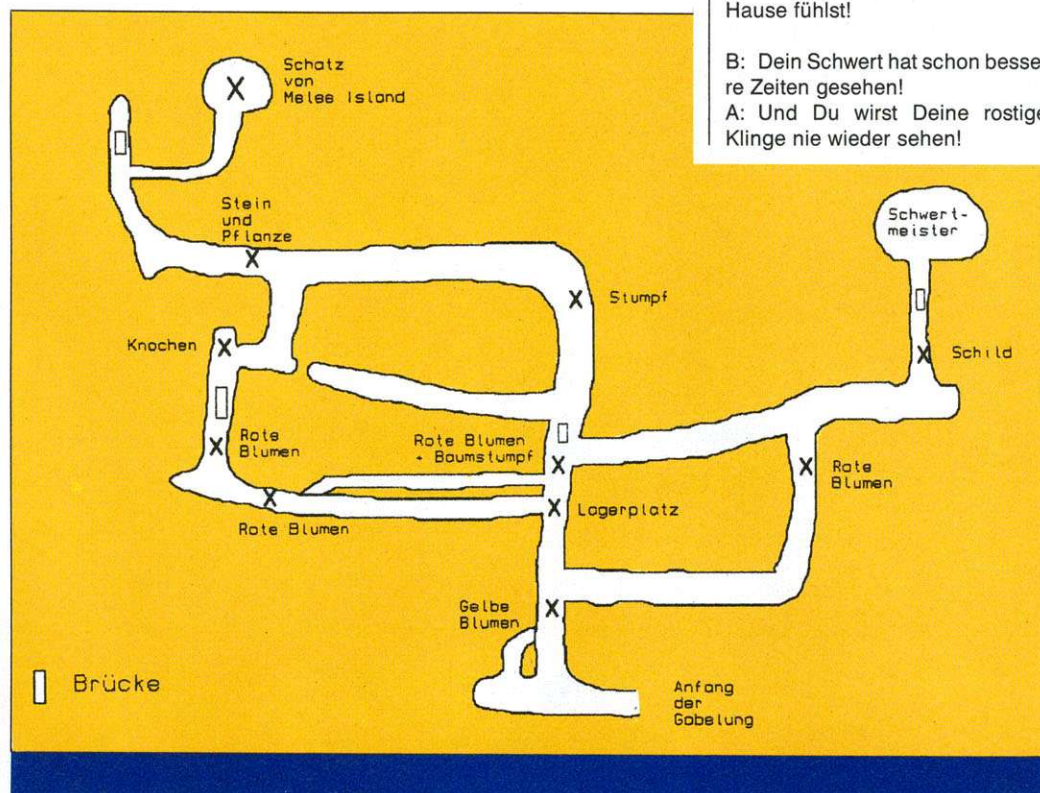 Hause fühlst!
B: Dein Schwert hat schon besse-
re Zeiten gesehen!
A: Und Du wirst Deine rostige
Klinge nie wieder sehen!
Schatz
von
Melee Island
Stein
und
Pflanze
Schwert-
meister
Stumpf
Knochen
Schild
Rote
Blumen
Rote Blumen
+ Baumstumpf
Rote
Blumen
Rote Blumen
Lagerplatz
Gelbe
Blumen
Brücke
Anfang
der
Gabelung